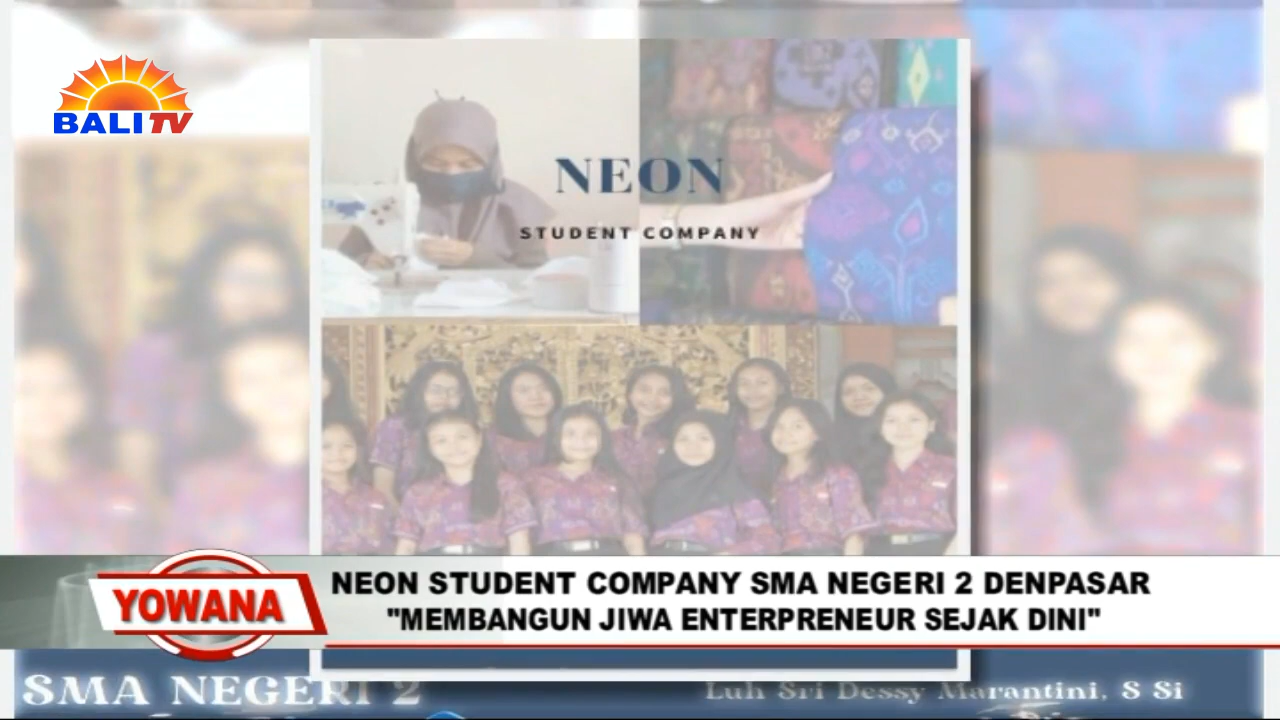 BALI TV
NEON
STUDENT COMPANY
YOWANA
NEON STUDENT COMPANY SMA NEGERI 2 DENPASAR
"MEMBANGUN JIWA ENTERPRENEUR SEJAK DINI"
SMA NEGERI 2
Luh Sri Dessy Marantini, S Si